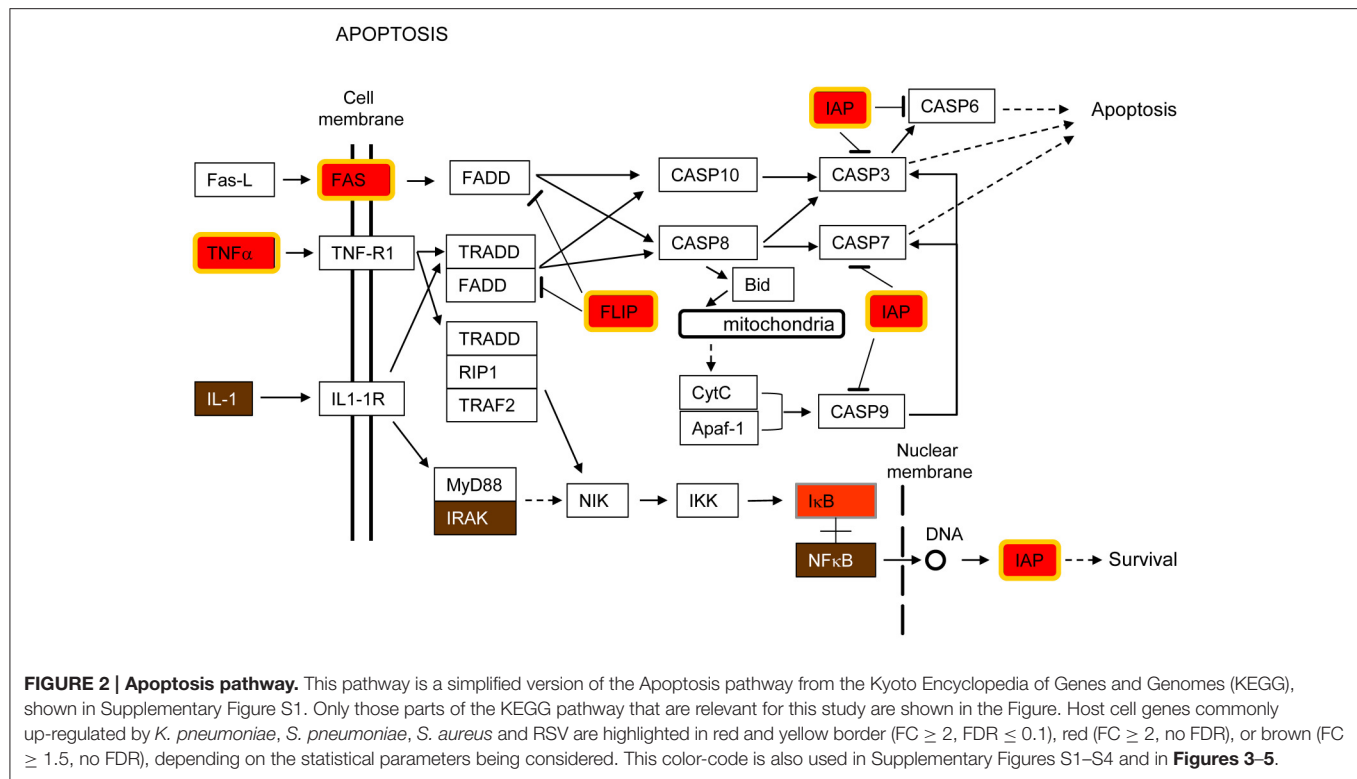 APOPTOSIS
Cell
membrane
IAP
CASP6
Apoptosis
Fas-L
FAS
FADD
CASP10
CASP3
TNFα
TNF-R1
TRADD
FADD
CASP8
CASP7
Bid
FLIP
mitochondria
IAP
TRADD
RIP1
TRAF2
IL-1
IL1-1R
CytC
Apaf-1
CASP9
Nuclear
membrane
MyD88
IRAK
NIK
IKK
IκB
NFκB
DNA
IAP
Survival
FIGURE 2 | Apoptosis pathway. This pathway is a simplified version of the Apoptosis pathway from the Kyoto Encyclopedia of Genes and Genomes (KEGG),
shown in Supplementary Figure S1. Only those parts of the KEGG pathway that are relevant for this study are shown in the Figure. Host cell genes commonly
up-regulated by K. pneumoniae, S. pneumoniae, S. aureus and RSV are highlighted in red and yellow border (FC ≥ 2, FDR ≤ 0.1), red (FC ≥ 2, no FDR), or brown (FC
≥ 1.5, no FDR), depending on the statistical parameters being considered. This color-code is also used in Supplementary Figures S1–S4 and in Figures 3–5.